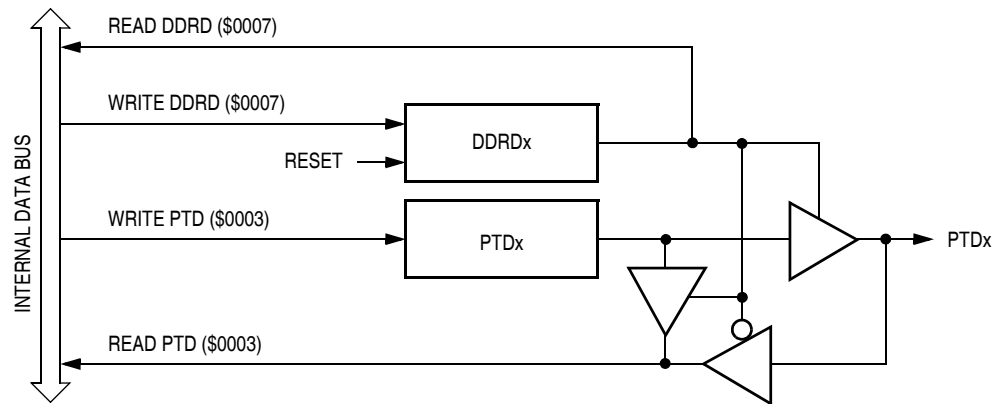 READ DDRD ($0007)
WRITE DDRD ($0007)
DDRDx
RESET
WRITE PTD ($0003)
PTDx
PTDx
READ PTD ($0003)
INTERNAL DATA BUS